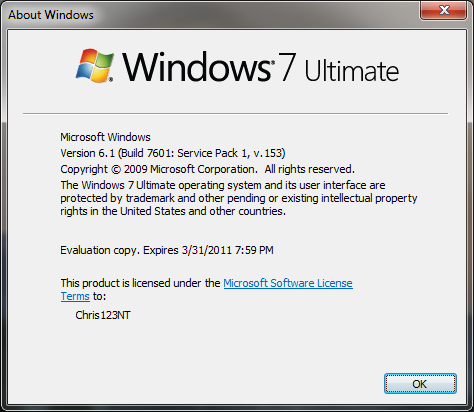 About Windows
Windows® 7 Ultimate
Microsoft Windows
Version 6.1 (Build 7601: Service Pack 1, v.153)
Copyright © 2009 Microsoft Corporation.  All rights reserved.
The Windows 7 Ultimate operating system and its user interface are
protected by trademark and other pending or existing intellectual property
rights in the United States and other countries.
Evaluation copy. Expires 3/31/2011 7:59 PM
This product is licensed under the Microsoft Software License
Terms to:
Chris123NT
OK